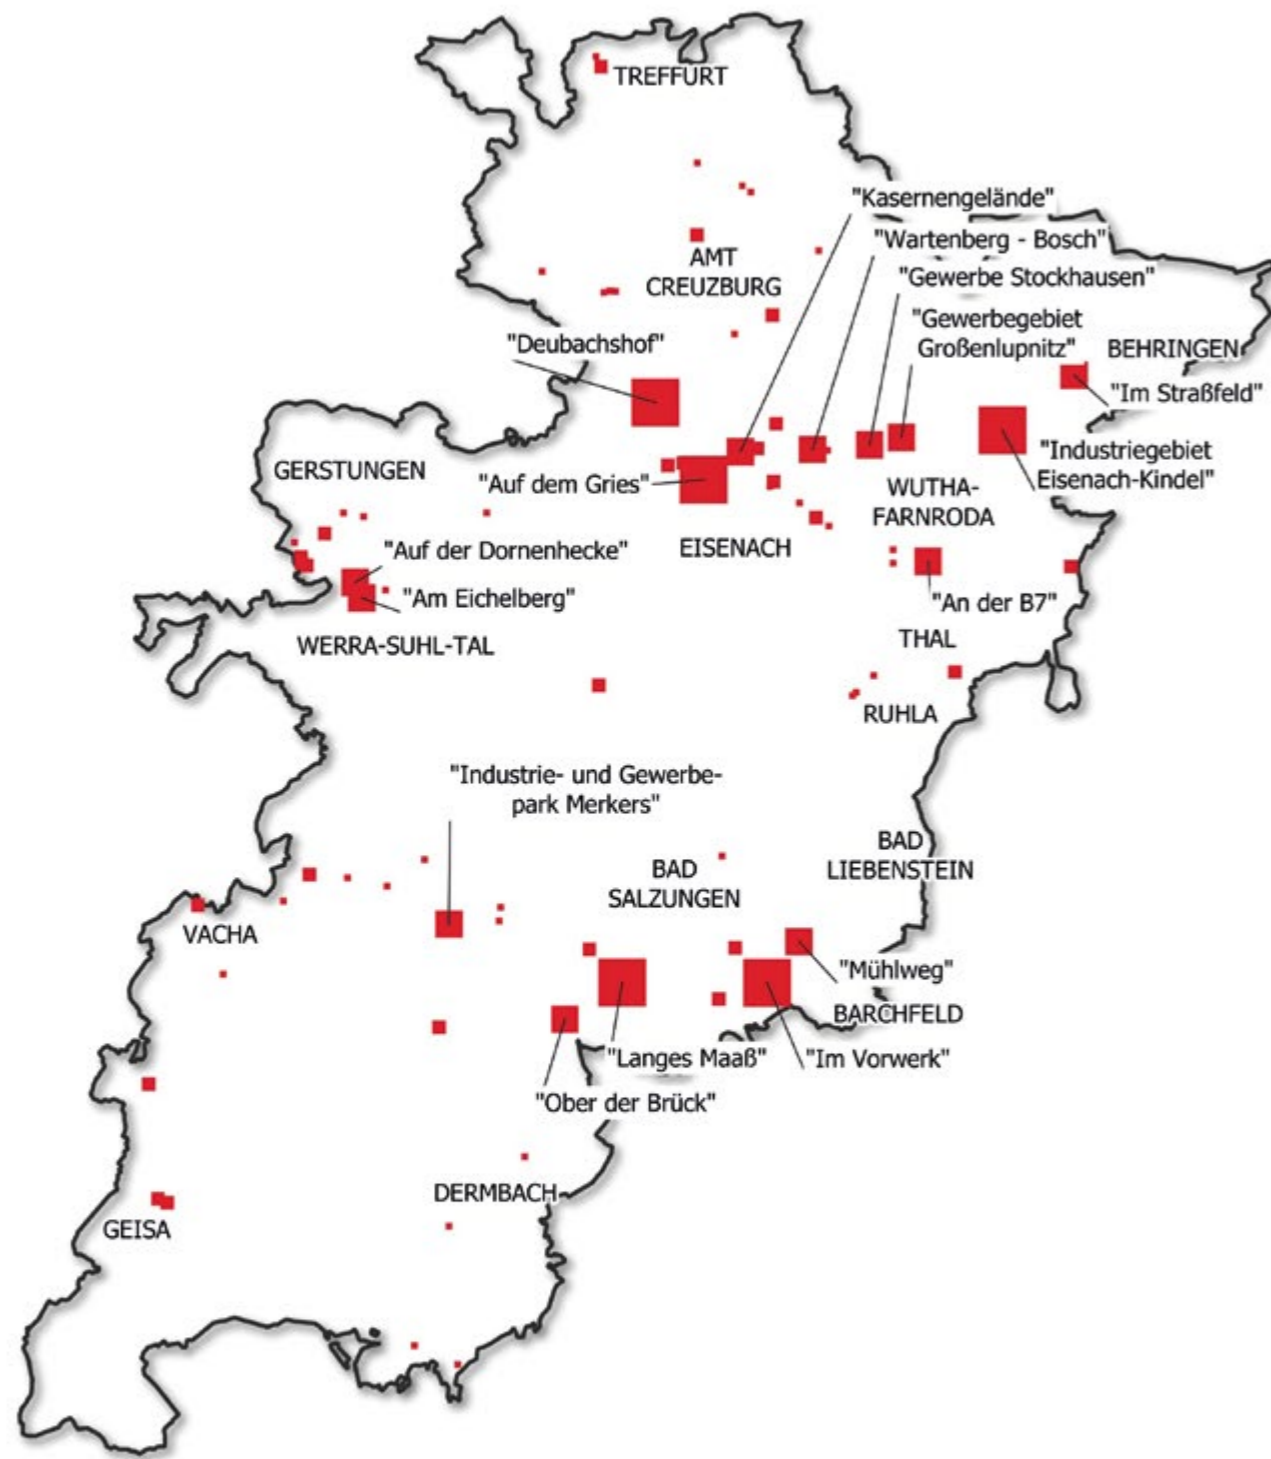 TREFFURT
"Kasernengelände"
"Wartenberg - Bosch"
AMT
CREUZBURG
"Gewerbe Stockhausen"
"Gewerbegebiet
Großenlupnitz"
"Deubachshof"
BEHRINGEN
"Im Straßfeld"
"Industriegebiet
Eisenach-Kindel"
GERSTUNGEN
"Auf dem Gries"
WUTHA-
FARNRODA
EISENACH
"Auf der Dornenhecke"
"Am Eichelberg"
"An der B7"
WERRA-SUHL-TAL
THAL
RUHLA
"Industrie- und Gewerbe-
park Merkers"
BAD
LIEBENSTEIN
BAD
SALZUNGEN
VACHA
"Mühlweg"
BARCHFELD
"Langes Maaß"
"Im Vorwerk"
"Ober der Brück"
DERMBACH
GEISA